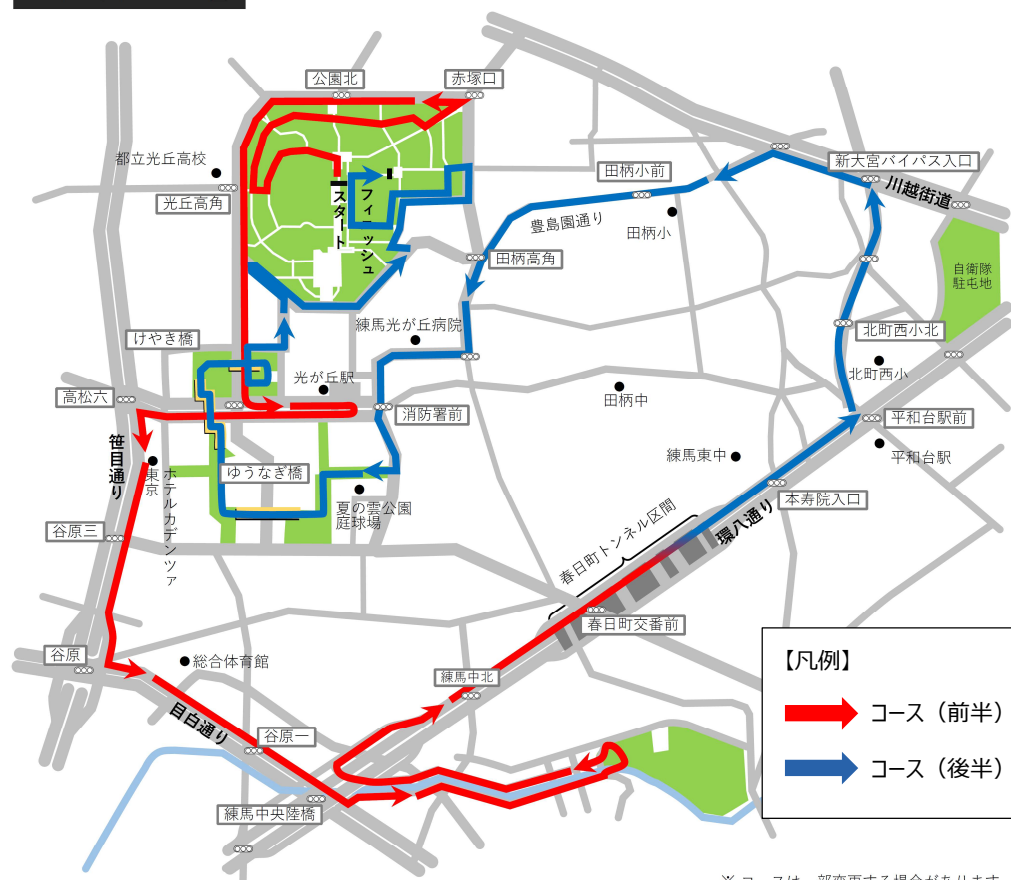 公園北
赤塚口
都立光丘高校
光丘高角
スタート
フィニッシュ
田柄小前
田柄小
豊島園通り
新大宮バイパス入口
川越街道
田柄高角
自衛隊
駐屯地
けやき橋
練馬光が丘病院
北町西小北
北町西小
光が丘駅
高松六
消防署前
田柄中
平和台駅前
平和台駅
笹目通り
東京
ホテルカデンツァ
ゆうなぎ橋
夏の雲公園
庭球場
練馬東中
本寿院入口
環八通り
谷原三
春日町トンネル区間
春日町交番前
谷原
総合体育館
練馬中北
目白通り
谷原一
練馬中央陸橋
【凡例】
コース（前半）
コース（後半）